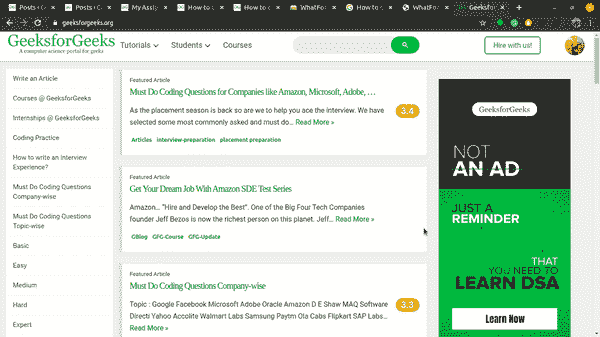 Posts ‹
Posts ‹
My Assig
How to c
How to c
WhatFo
How to
WhatFo
Geeksfo
geeksforgeeks.org
GeeksforGeeks
A computer science portal for geeks
Tutorials
Students
Courses
Hire with us!
Write an Article
Courses @ GeeksforGeeks
Internships @ GeeksforGeeks
Coding Practice
How to write an Interview
Experience?
Must Do Coding Questions
Company-wise
Must Do Coding Questions
Topic-wise
Basic
Easy
Medium
Hard
Expert
Featured Article
Must Do Coding Questions for Companies like Amazon, Microsoft, Adobe, …
As the placement season is back so are we to help you ace the interview. We have
selected some most commonly asked and must do… Read More »
3.4
Articles interview-preparation placement preparation
Featured Article
Get Your Dream Job With Amazon SDE Test Series
Amazon… "Hire and Develop the Best". One of the Big Four Tech Companies
founder Jeff Bezos is now the richest person on this planet. Jeff… Read More »
GBlog GFG-Course GFG-Update
Featured Article
Must Do Coding Questions Company-wise
Topic : Google Facebook Microsoft Adobe Oracle Amazon D E Shaw MAQ Software
Directi Yahoo Accolite Walmart Labs Samsung Paytm Ola Cabs Flipkart SAP Labs…
Read More »
3.3
GeeksforGeeks
NOT
AN AD
JUST A
REMINDER
THAT
YOU NEED TO
LEARN DSA
Learn Now